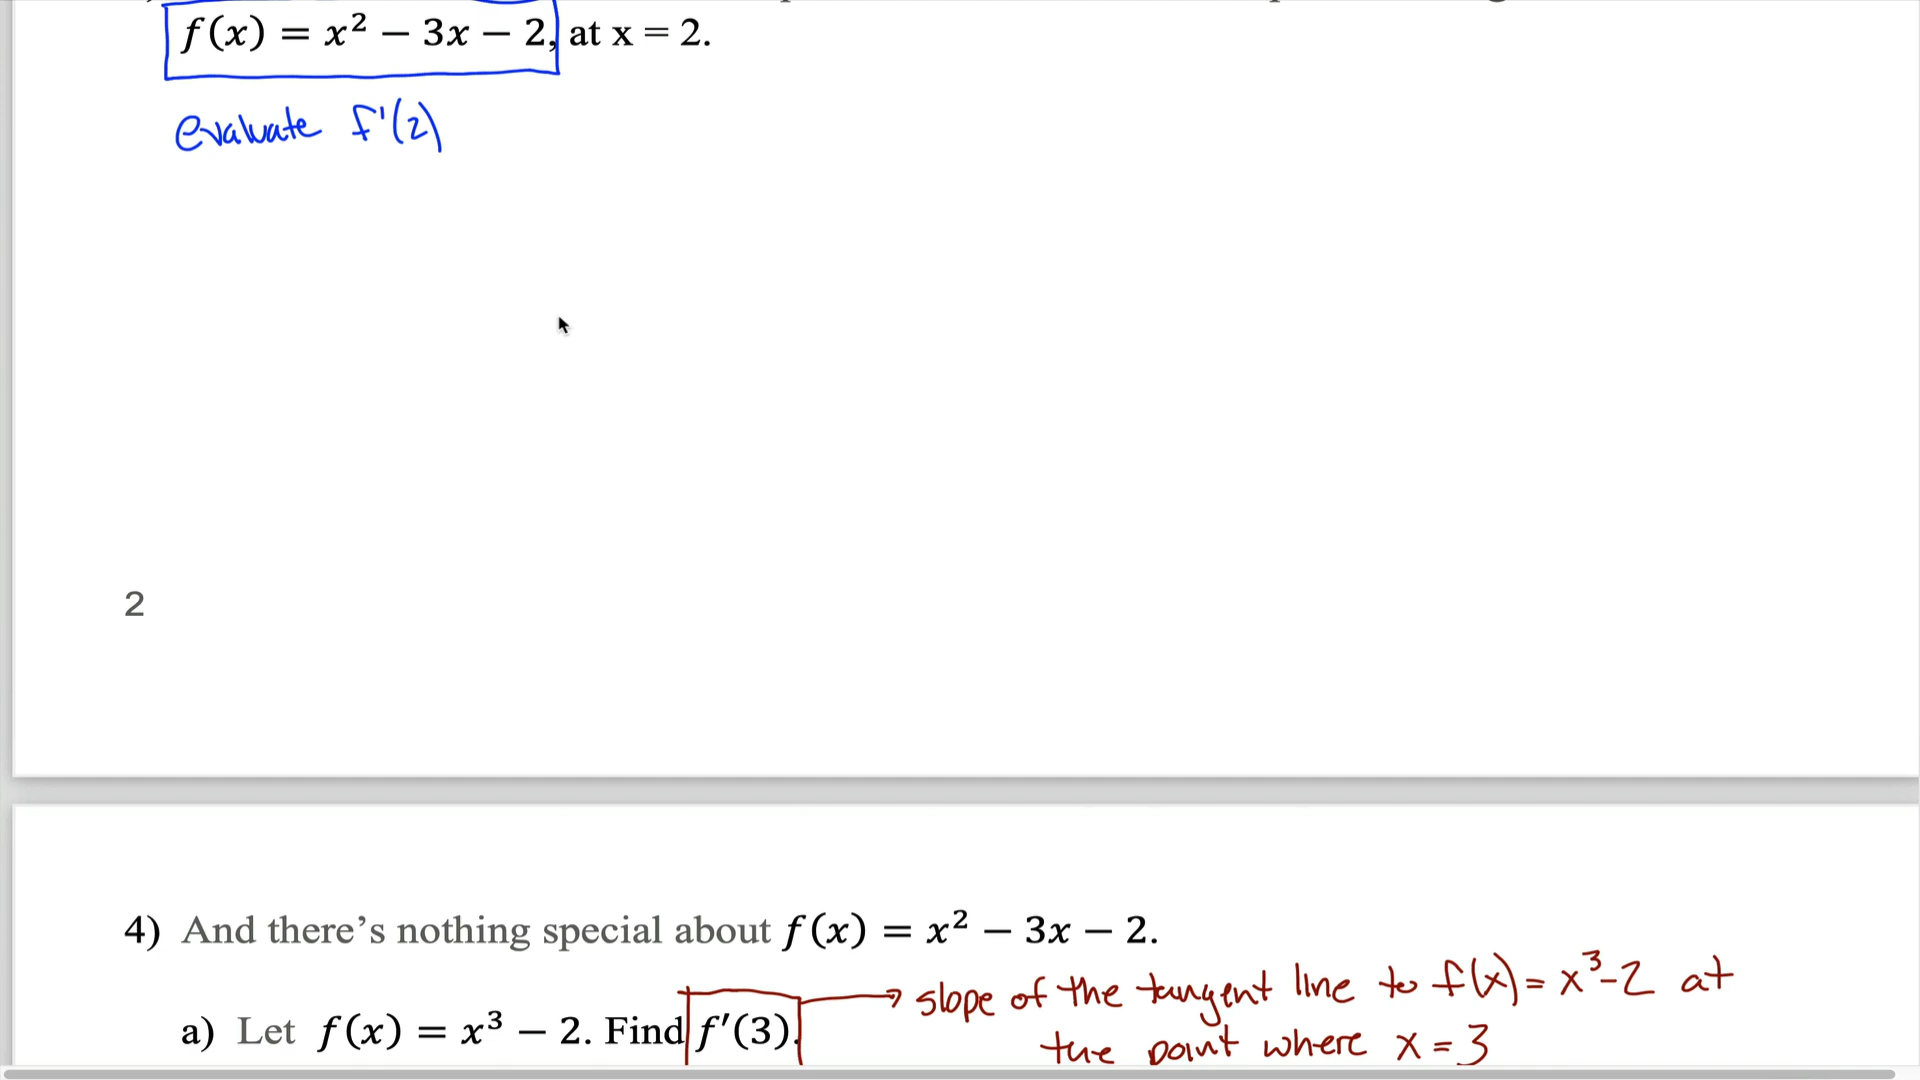 f(x) = x² − 3x − 2, at x = 2.
evaluate f'(2)
2
4) And there’s nothing special about f(x) = x² − 3x − 2.
→ slope of the tangent line to f(x) = x³-2 at
a) Let f(x) = x³ − 2. Find f′(3).
the point where x = 3